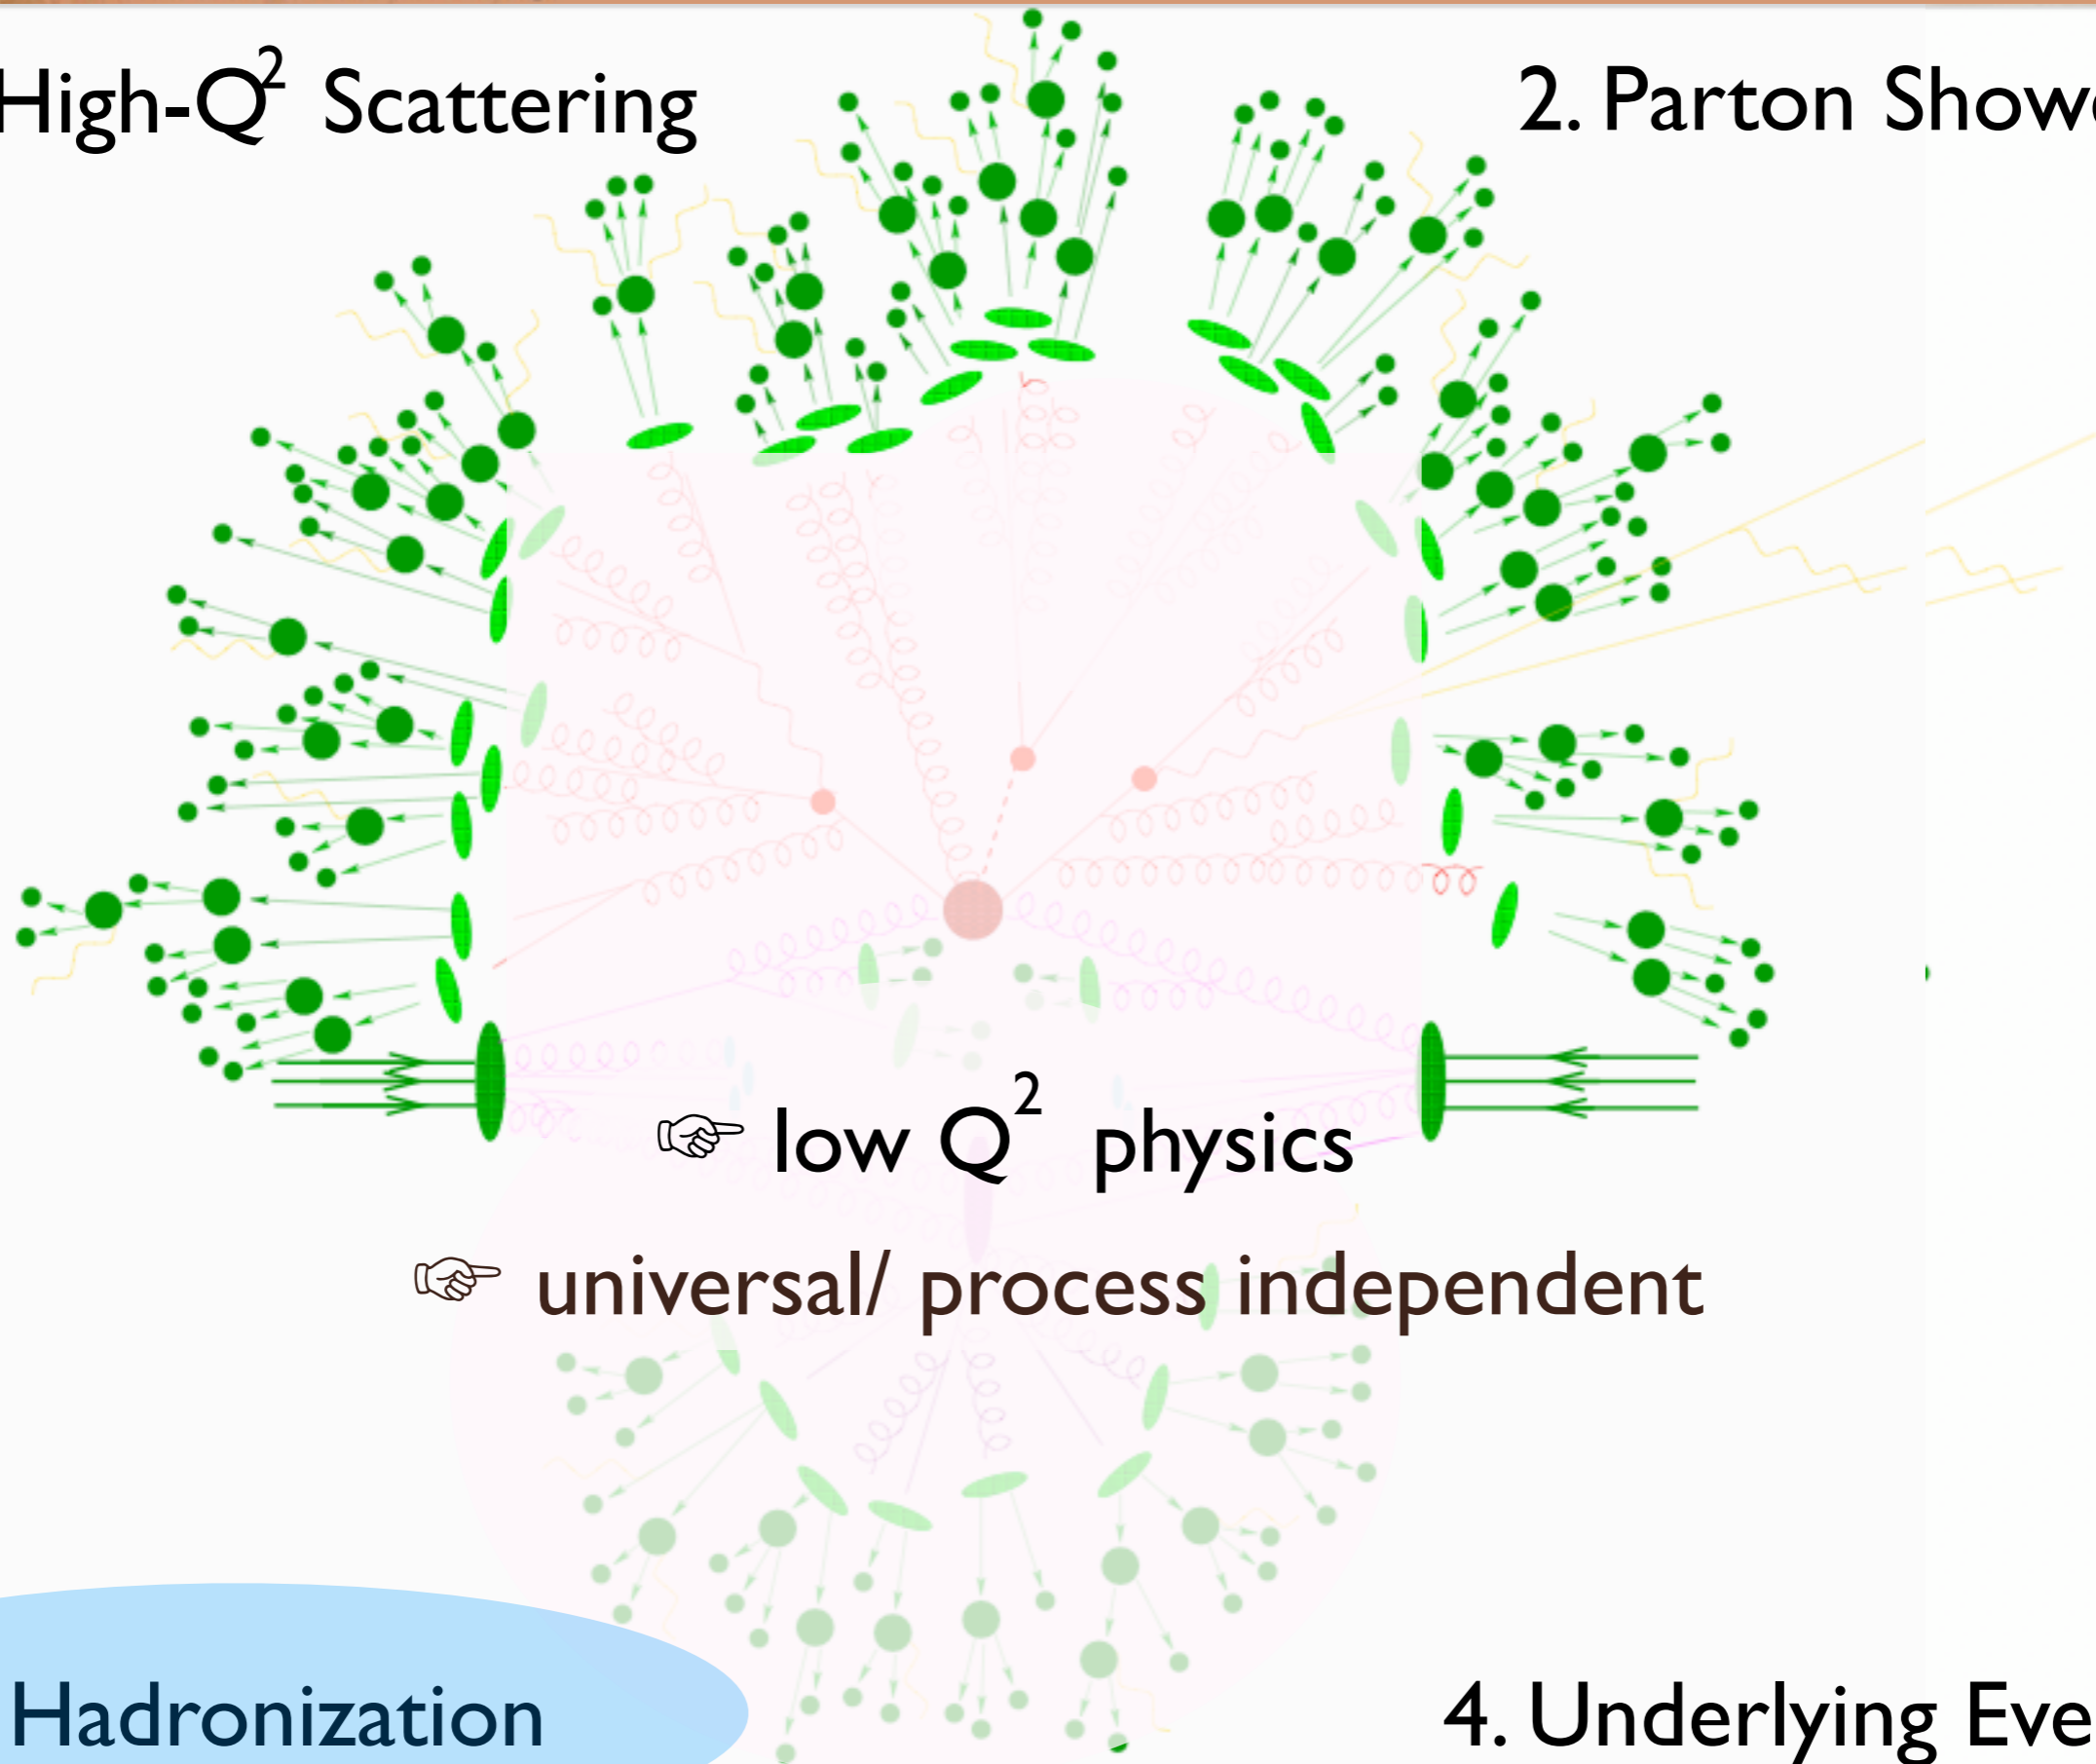 High-Q² Scattering
2. Parton Show
☞ low Q² physics
☞ universal/ process independent
Hadronization
4. Underlying Eve